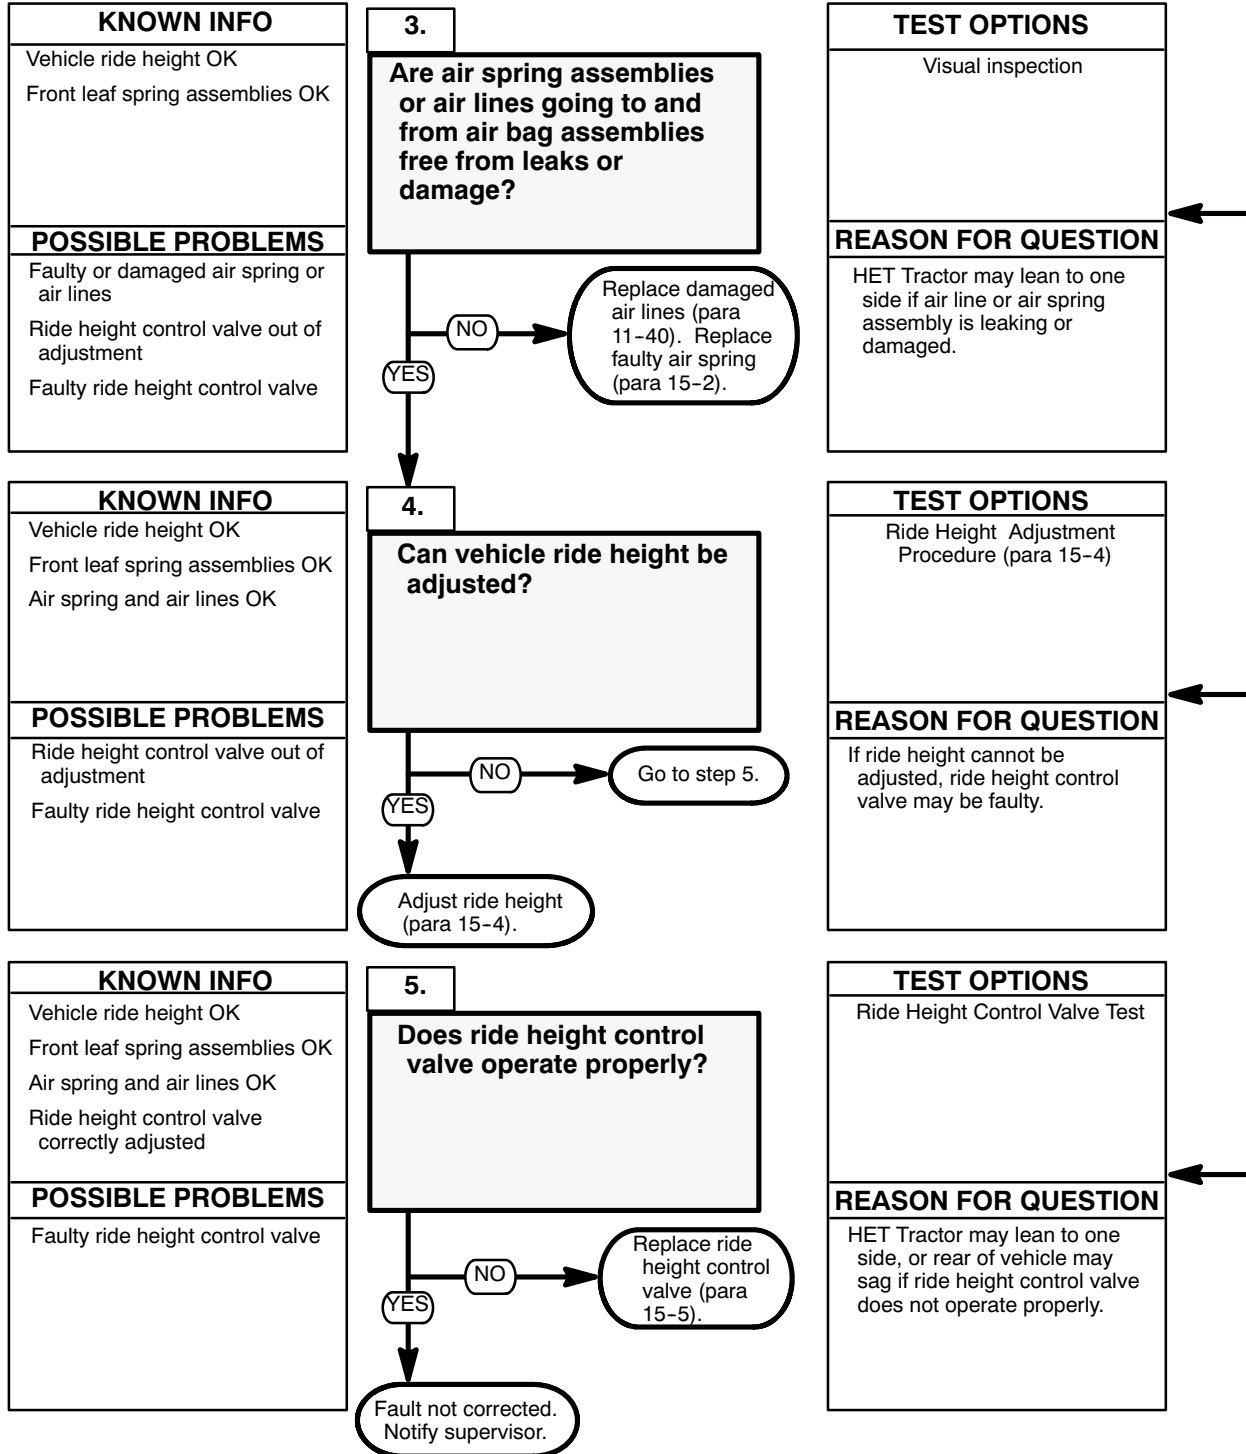 KNOWN INFO
Vehicle ride height OK
Front leaf spring assemblies OK
POSSIBLE PROBLEMS
Faulty or damaged air spring or
air lines
Ride height control valve out of
adjustment
Faulty ride height control valve
3.
Are air spring assemblies
or air lines going to and
from air bag assemblies
free from leaks or
damage?
NO
Replace damaged
air lines (para
11-40). Replace
faulty air spring
(para 15-2).
YES
TEST OPTIONS
Visual inspection
REASON FOR QUESTION
HET Tractor may lean to one
side if air line or air spring
assembly is leaking or
damaged.
KNOWN INFO
Vehicle ride height OK
Front leaf spring assemblies OK
Air spring and air lines OK
POSSIBLE PROBLEMS
Ride height control valve out of
adjustment
Faulty ride height control valve
4.
Can vehicle ride height be
adjusted?
NO
Go to step 5.
YES
Adjust ride height
(para 15-4).
TEST OPTIONS
Ride Height Adjustment
Procedure (para 15-4)
REASON FOR QUESTION
If ride height cannot be
adjusted, ride height control
valve may be faulty.
KNOWN INFO
Vehicle ride height OK
Front leaf spring assemblies OK
Air spring and air lines OK
Ride height control valve
correctly adjusted
POSSIBLE PROBLEMS
Faulty ride height control valve
5.
Does ride height control
valve operate properly?
NO
Replace ride
height control
valve (para
15-5).
YES
Fault not corrected.
Notify supervisor.
TEST OPTIONS
Ride Height Control Valve Test
REASON FOR QUESTION
HET Tractor may lean to one
side, or rear of vehicle may
sag if ride height control valve
does not operate properly.